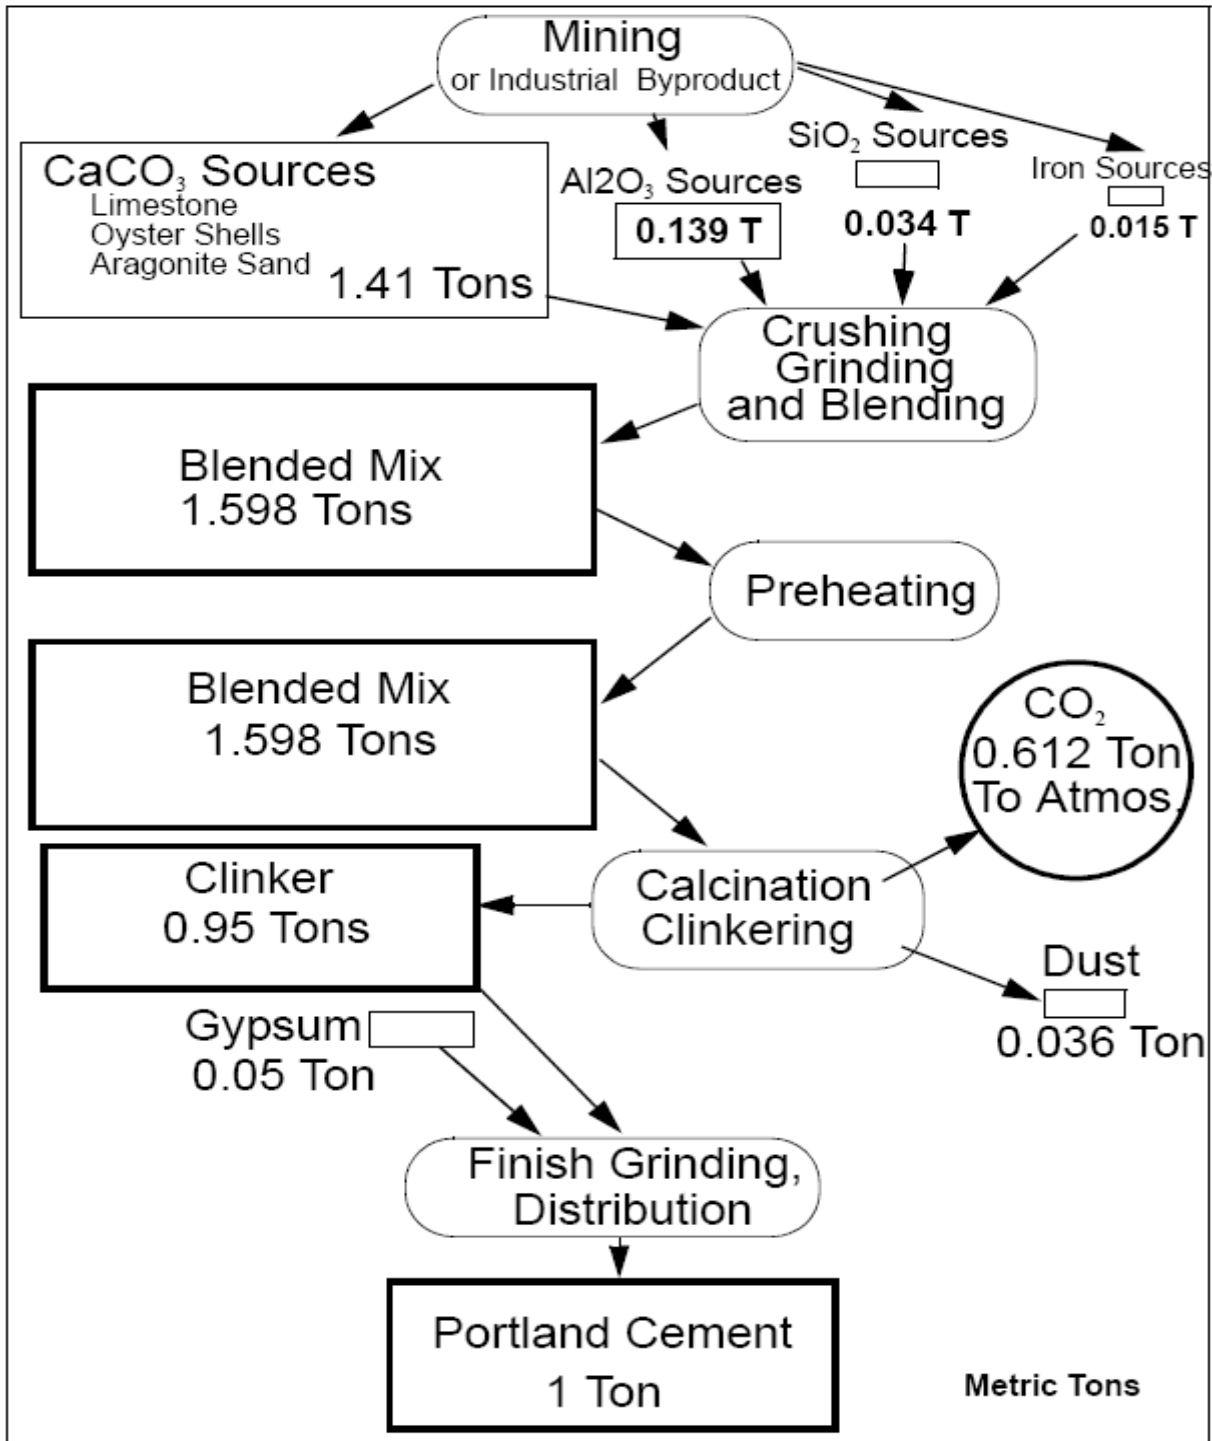 Mining
or Industrial Byproduct
CaCO₃ Sources
Limestone
Oyster Shells
Aragonite Sand
1.41 Tons
Al2O₃ Sources
0.139 T
SiO₂ Sources
0.034 T
Iron Sources
0.015 T
Crushing
Grinding
and Blending
Blended Mix
1.598 Tons
Preheating
Blended Mix
1.598 Tons
CO₂
0.612 Ton
To Atmos.
Calcination
Clinkering
Clinker
0.95 Tons
Dust
0.036 Ton
Gypsum
0.05 Ton
Finish Grinding,
Distribution
Portland Cement
1 Ton
Metric Tons